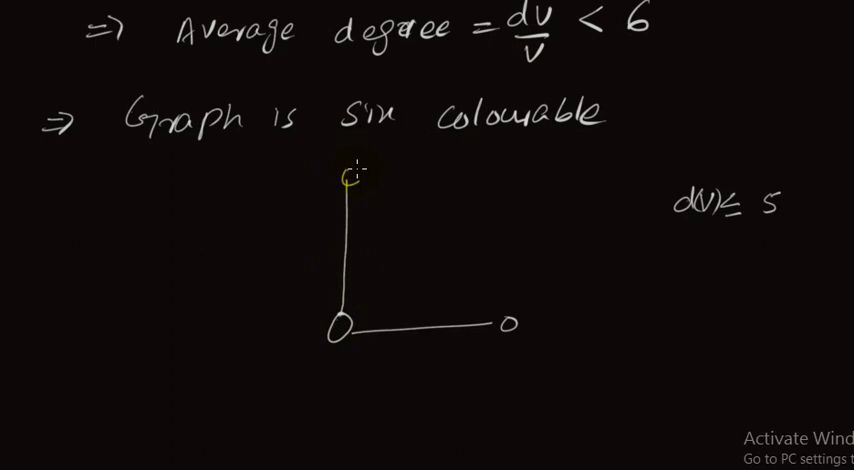 => Average degree = dv/v < 6
=> Graph is six colourable
d(v) ≤ 5
Activate Wind
Go to PC settings t